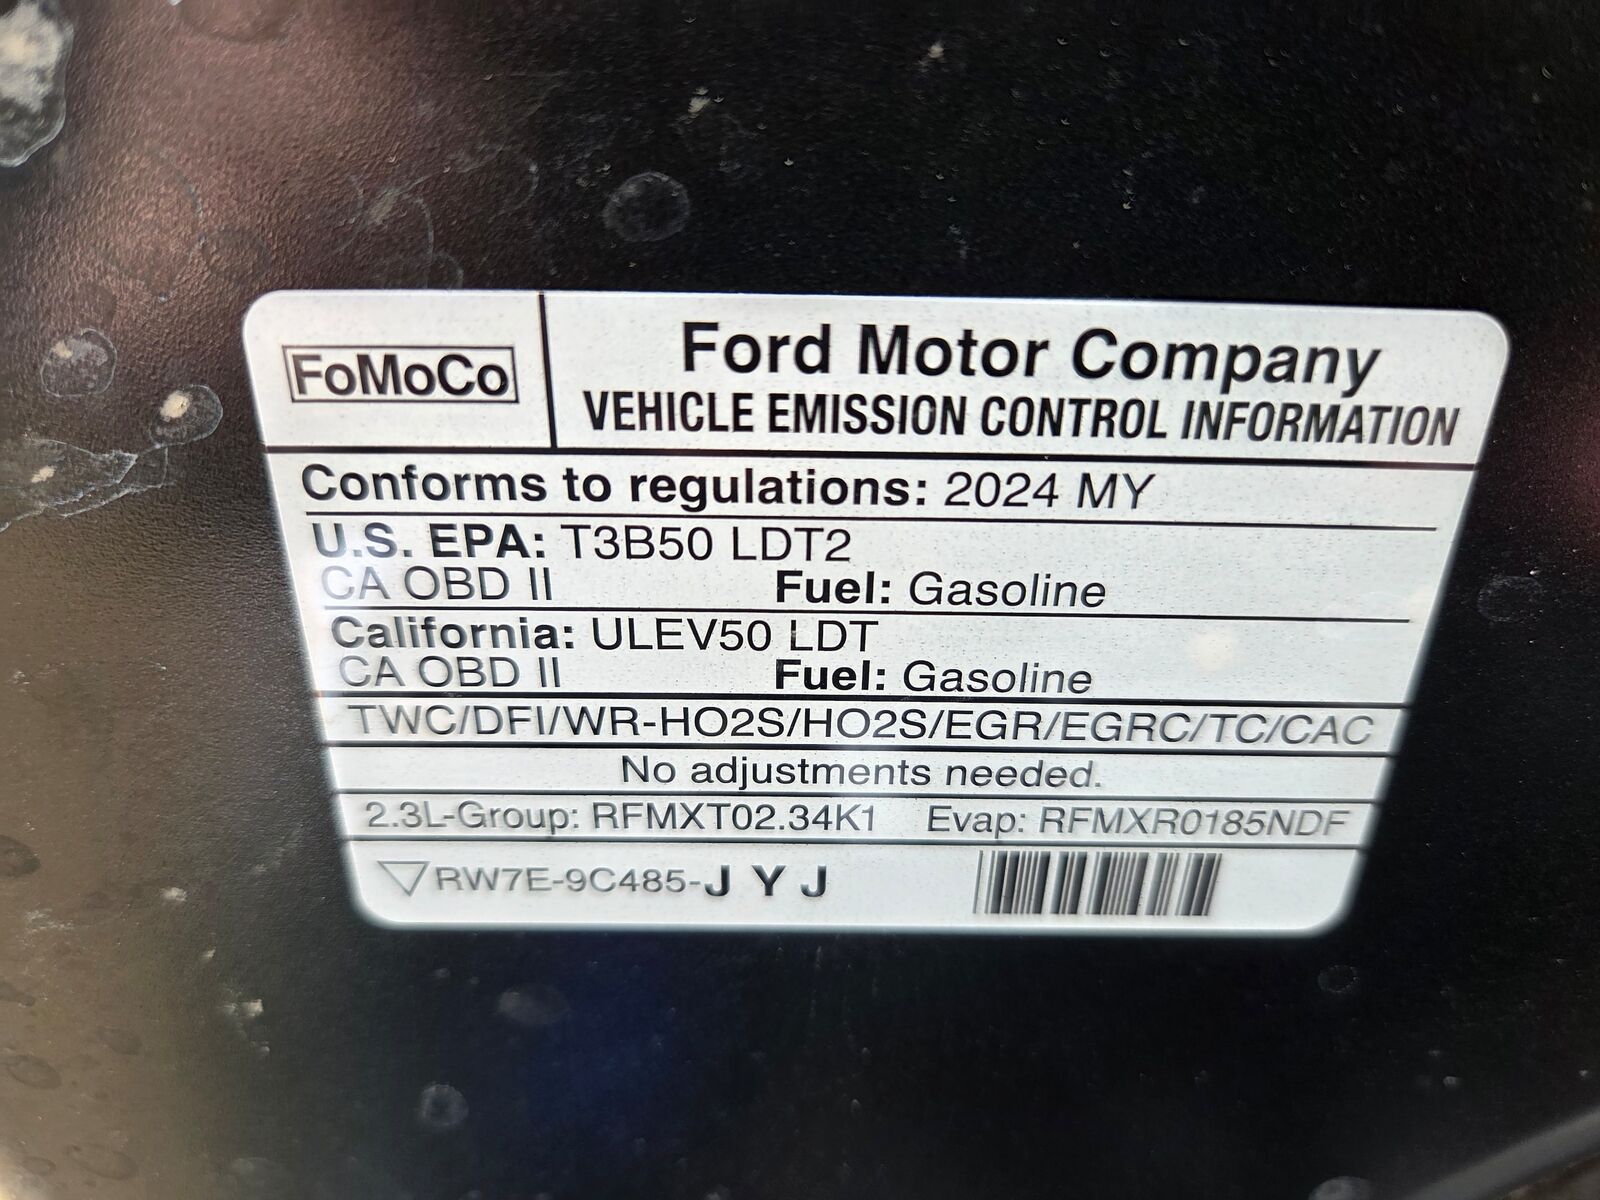 FoMoCo
Ford Motor Company
VEHICLE EMISSION CONTROL INFORMATION
Conforms to regulations: 2024 MY
U.S. EPA: T3B50 LDT2
CA OBD II Fuel: Gasoline
California: ULEV50 LDT
CA OBD II Fuel: Gasoline
TWC/DFI/WR-HO2S/HO2S/EGR/EGRC/TC/CAC
No adjustments needed.
2.3L-Group: RFMXT02.34K1 Evap: RFMXR0185NDF
RW7E-9C485-J Y J